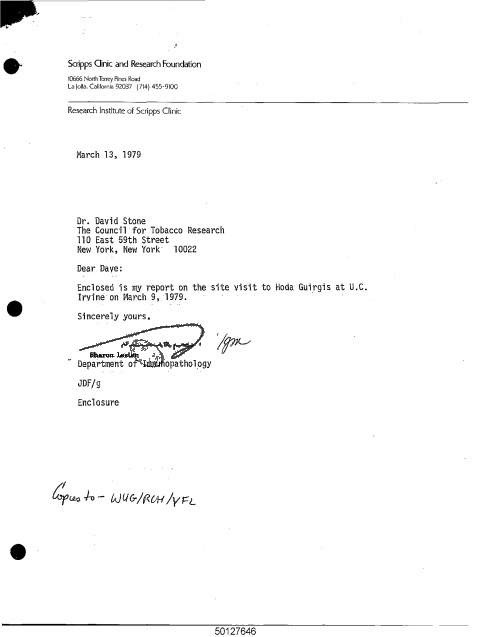 Scripps Clinic and Research Foundation
10666 North Torrey Pines Road
La Jolla, California 92037 (714) 455-9100
Research Institute of Scripps Clinic
March 13, 1979
Dr. David Stone
The Council for Tobacco Research
110 East 59th Street
New York, New York 10022
Dear Dave:
Enclosed is my report on the site visit to Hoda Guirgis at U.C.
Irvine on March 9, 1979.
Sincerely yours,
/gm
Sharon
Department of Immunopathology
JDF/g
Enclosure
Copies to - WUG/RCH/VFL
50127646